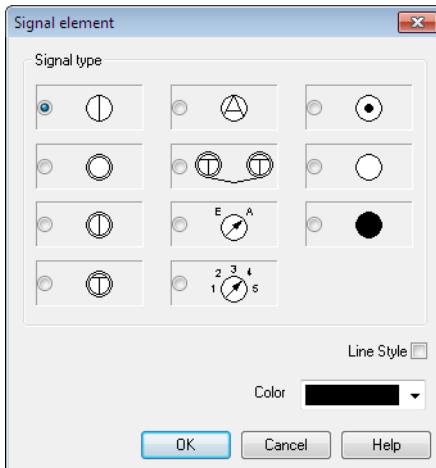 Signal element
Signal type
A
T T
E A
T
1 2 3 4 5
Line Style
Color
OK Cancel Help